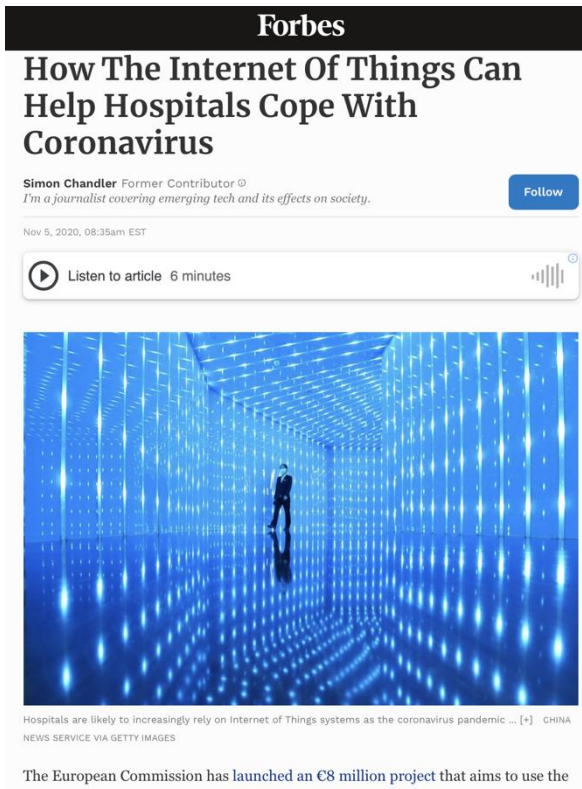 Forbes
How The Internet Of Things Can
Help Hospitals Cope With
Coronavirus
Simon Chandler Former Contributor
Follow
I'm a journalist covering emerging tech and its effects on society.
Nov 5, 2020, 08:35am EST
Listen to article 6 minutes
Hospitals are likely to increasingly rely on Internet of Things systems as the coronavirus pandemic ... [+] CHINA
NEWS SERVICE VIA GETTY IMAGES
The European Commission has launched an €8 million project that aims to use the